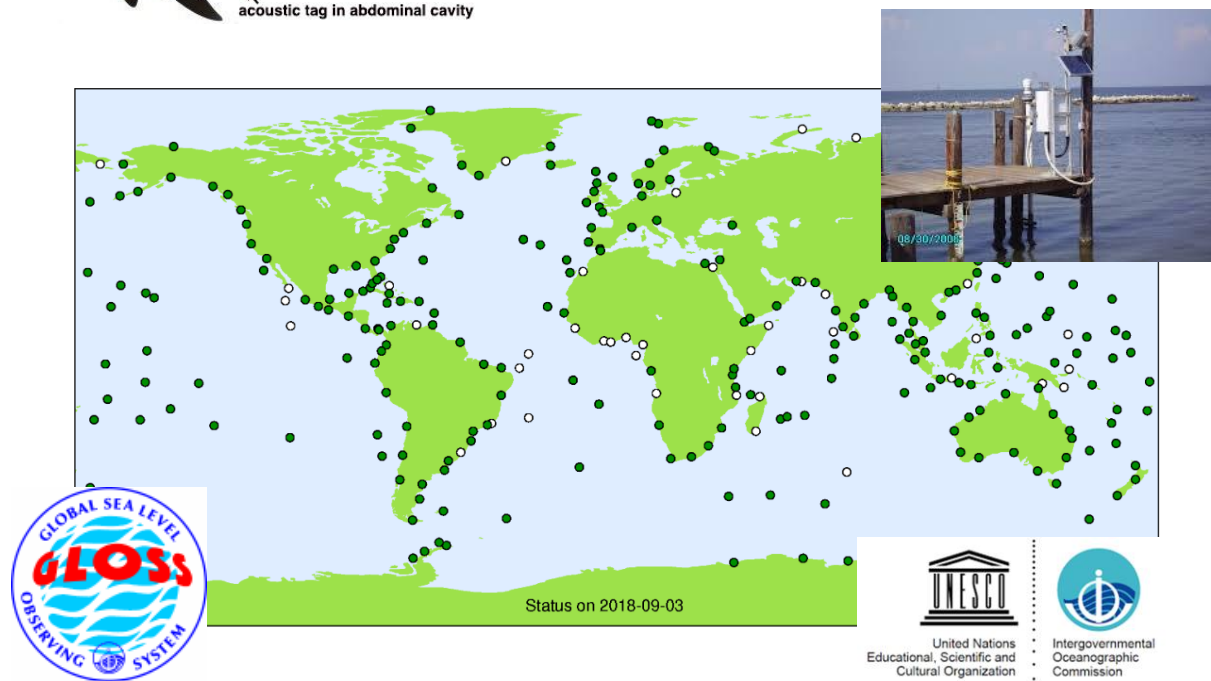 acoustic tag in abdominal cavity
08/30/2006
Status on 2018-09-03
GLOBAL SEA LEVEL
GLOSS
OBSERVING SYSTEM
UNESCO
United Nations
Educational, Scientific and
Cultural Organization
Intergovernmental
Oceanographic
Commission